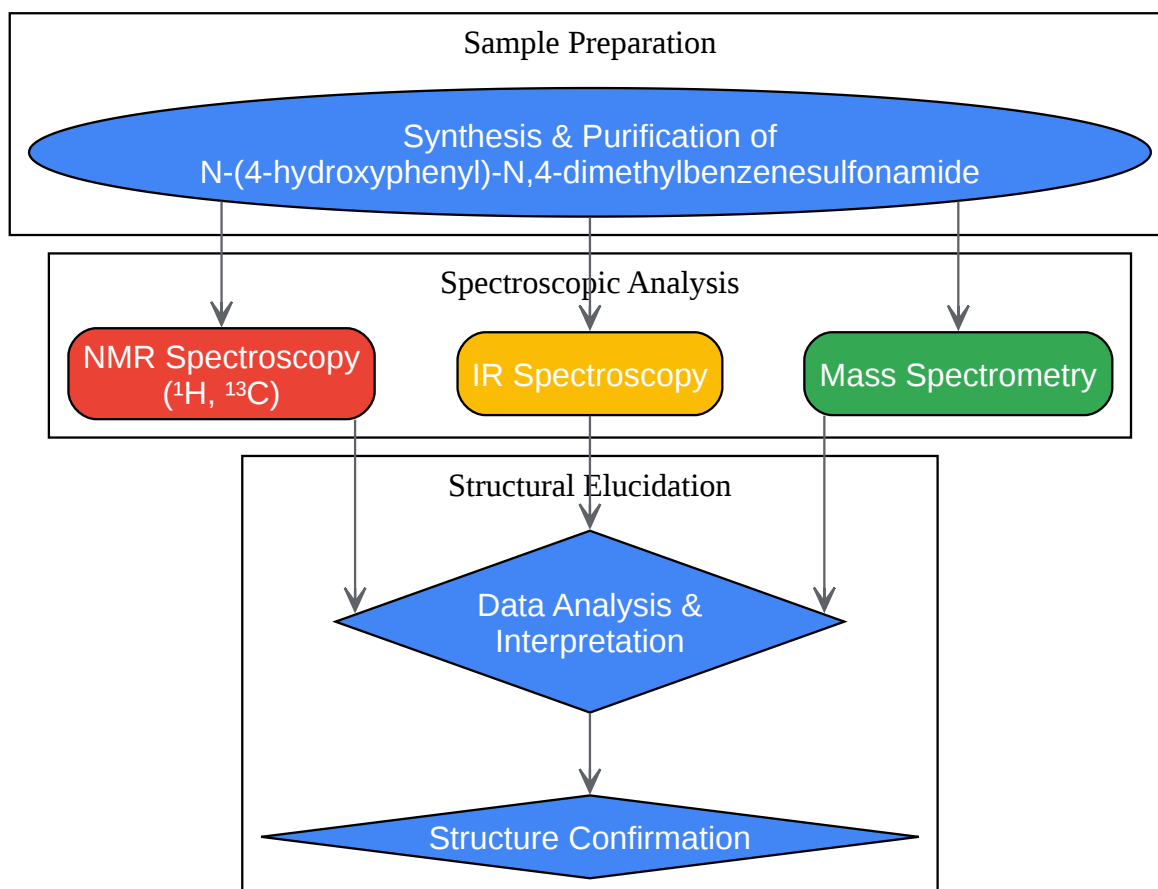 Sample Preparation
Synthesis & Purification of
N-(4-hydroxyphenyl)-N,4-dimethylbenzenesulfonamide
Spectroscopic Analysis
NMR Spectroscopy
(¹H, ¹³C)
IR Spectroscopy
Mass Spectrometry
Structural Elucidation
Data Analysis &
Interpretation
Structure Confirmation